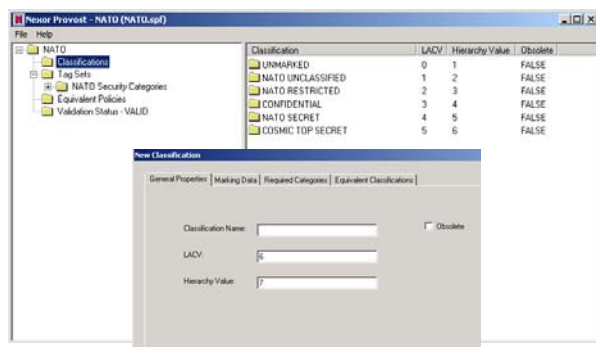 Nexor Provost - NATO (NATO.spf)
File Help
NATO
Classifications
Tag Sets
NATO Security Categories
Equivalent Policies
Validation Status - VALID
Classification LACV Hierarchy Value Obsolete
UNMARKED 0 1 FALSE
NATO UNCLASSIFIED 1 2 FALSE
NATO RESTRICTED 2 3 FALSE
CONFIDENTIAL 3 4 FALSE
NATO SECRET 4 5 FALSE
COSMIC TOP SECRET 5 6 FALSE
New Classification
General Properties Marking Data Required Categories Equivalent Classifications
Classification Name: Obsolete
LACV: 6
Hierarchy Value: 7